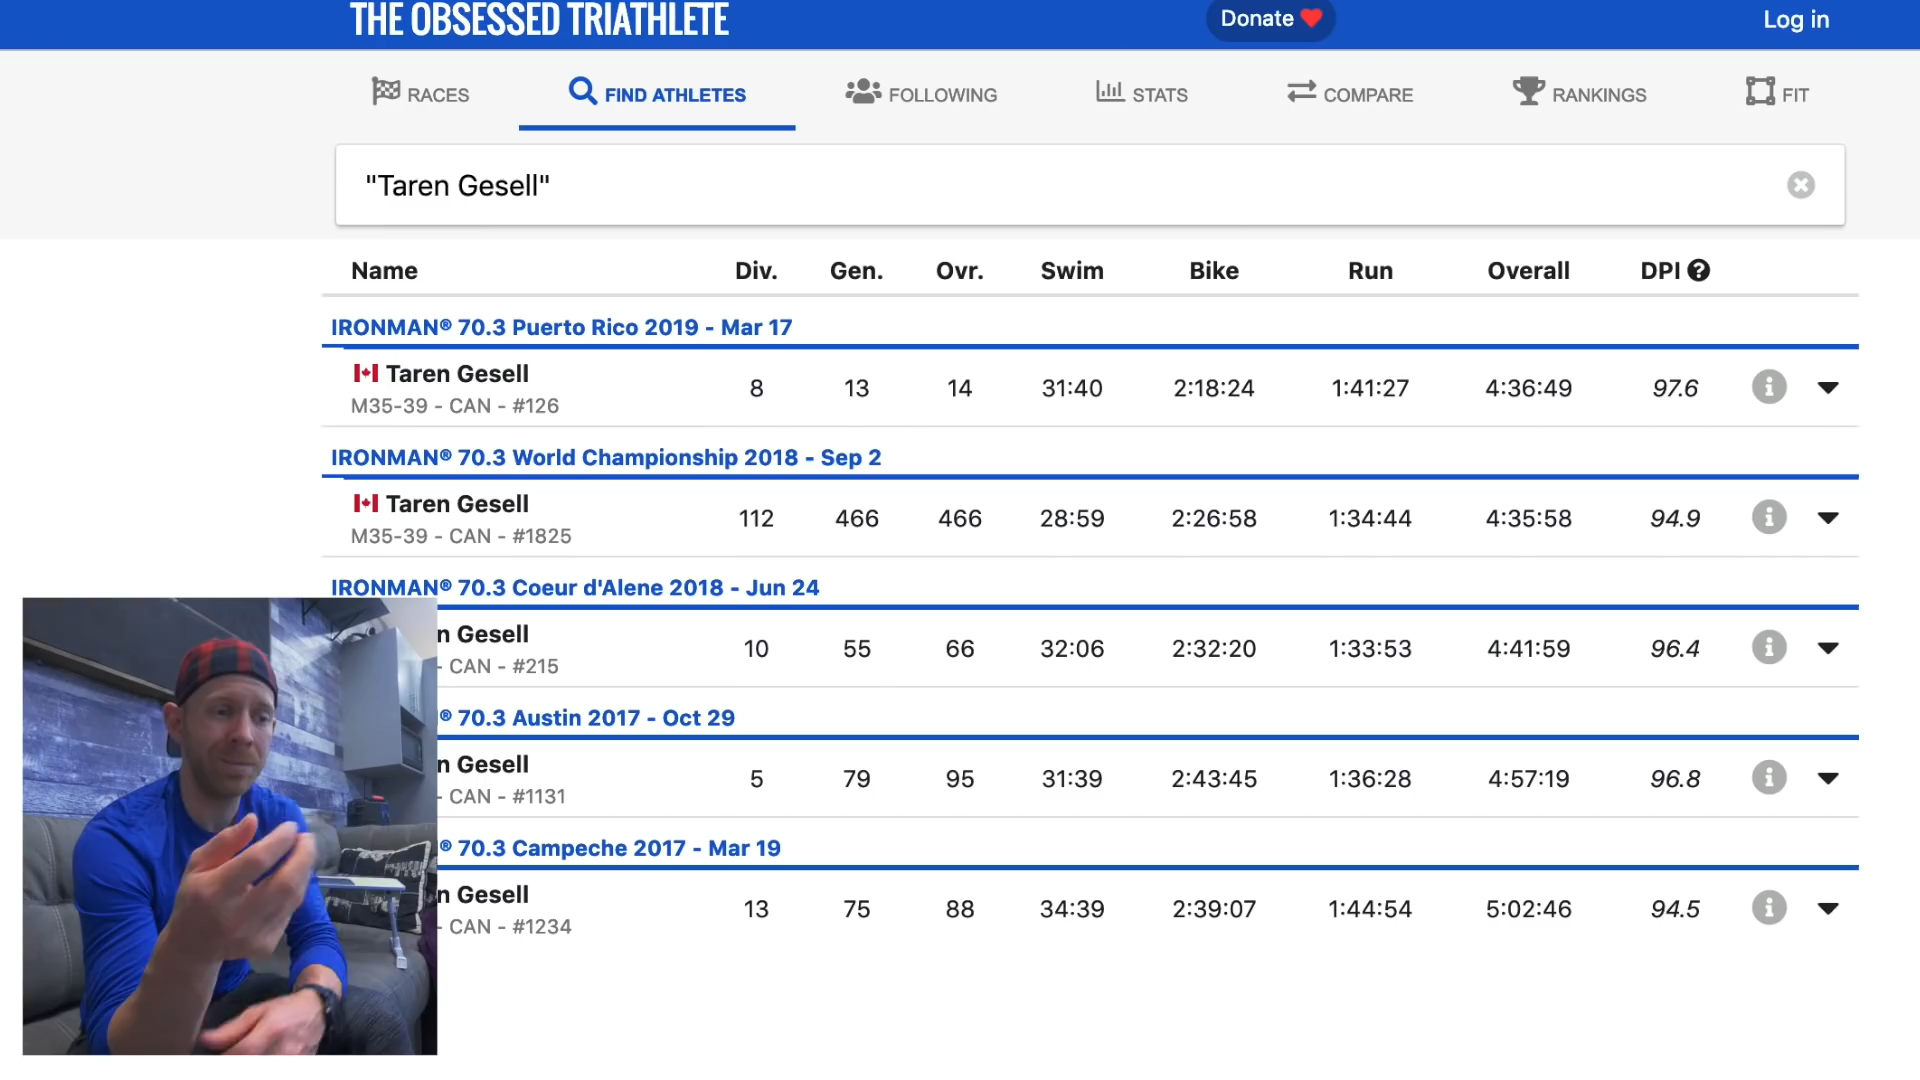 THE OBSESSED TRIATHLETE
Donate
Log in
RACES
FIND ATHLETES
FOLLOWING
STATS
COMPARE
RANKINGS
FIT
"Taren Gesell"
Name Div. Gen. Ovr. Swim Bike Run Overall DPI ?
IRONMAN® 70.3 Puerto Rico 2019 - Mar 17
Taren Gesell 8 13 14 31:40 2:18:24 1:41:27 4:36:49 97.6
M35-39 - CAN - #126
IRONMAN® 70.3 World Championship 2018 - Sep 2
Taren Gesell 112 466 466 28:59 2:26:58 1:34:44 4:35:58 94.9
M35-39 - CAN - #1825
IRONMAN® 70.3 Coeur d'Alene 2018 - Jun 24
n Gesell 10 55 66 32:06 2:32:20 1:33:53 4:41:59 96.4
- CAN - #215
® 70.3 Austin 2017 - Oct 29
n Gesell 5 79 95 31:39 2:43:45 1:36:28 4:57:19 96.8
- CAN - #1131
® 70.3 Campeche 2017 - Mar 19
n Gesell 13 75 88 34:39 2:39:07 1:44:54 5:02:46 94.5
- CAN - #1234